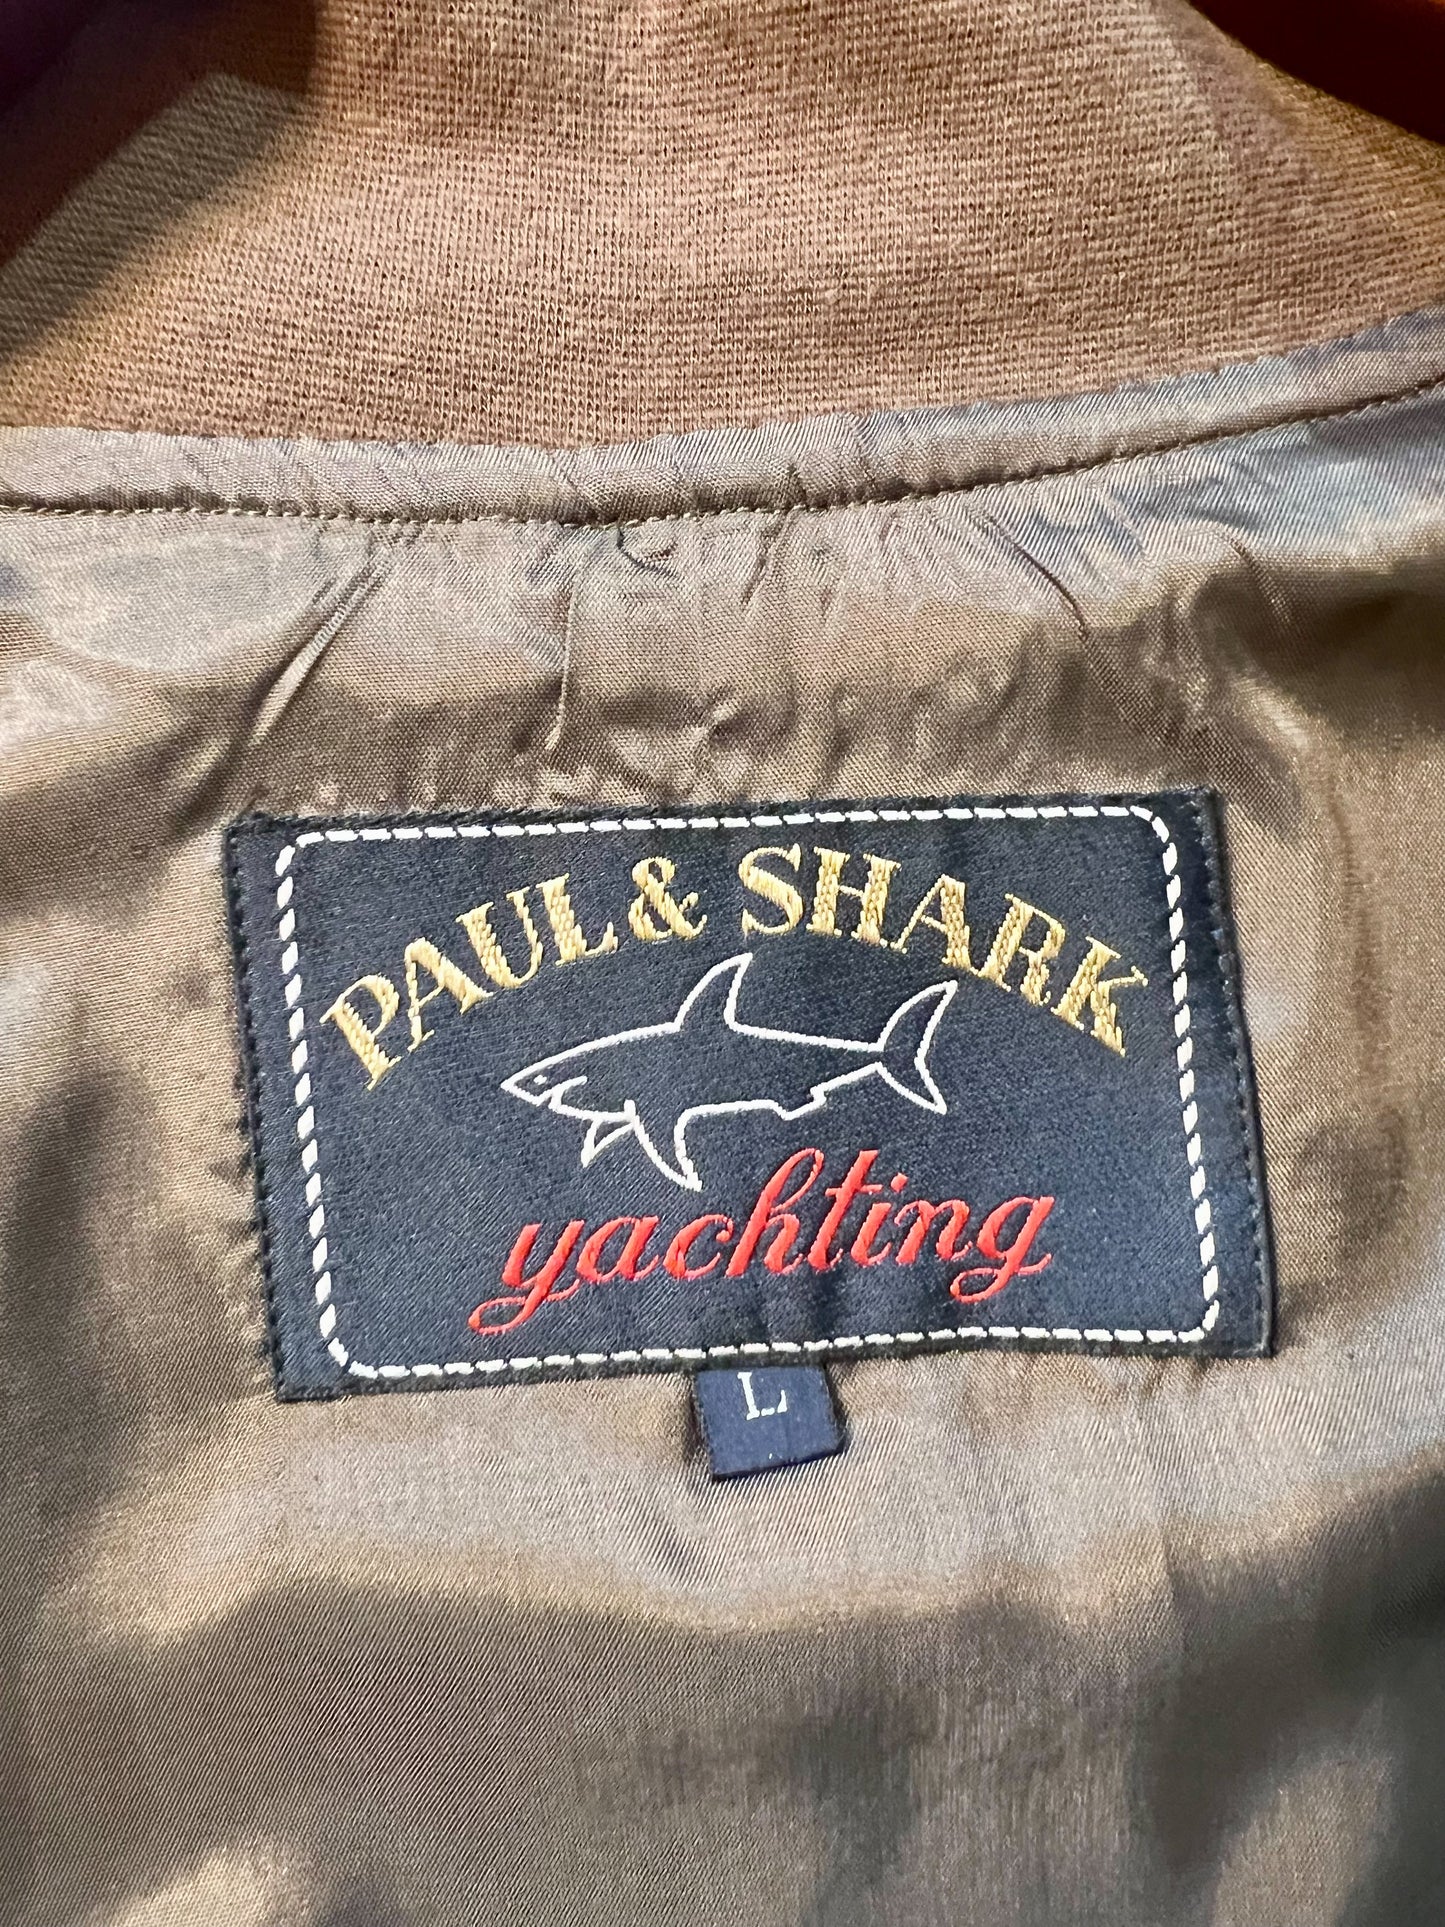 PAUL & SHARK
yachting
L